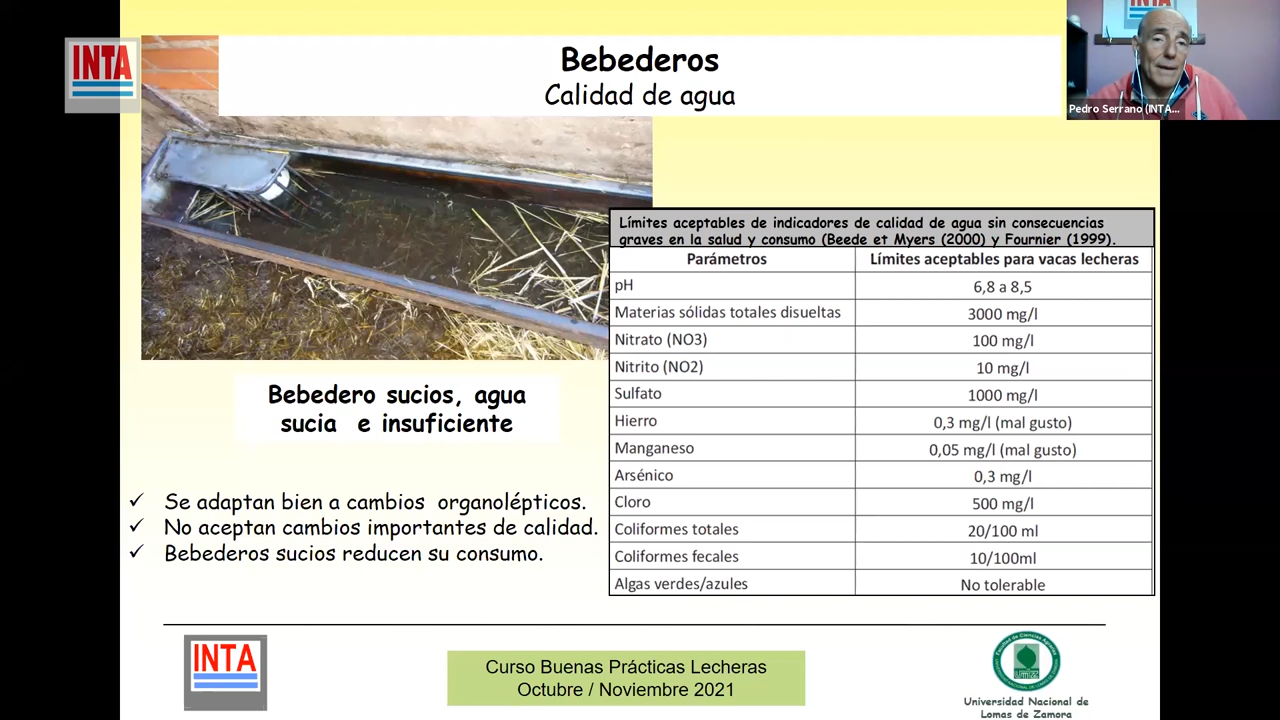 INTA
Bebederos
Calidad de agua
INTA
Pedro Serrano (INTA...
Límites aceptables de indicadores de calidad de agua sin consecuencias
graves en la salud y consumo (Beede et Myers (2000) y Fournier (1999).
Parámetros Límites aceptables para vacas lecheras
pH 6,8 a 8,5
Materias sólidas totales disueltas 3000 mg/l
Nitrato (NO3) 100 mg/l
Nitrito (NO2) 10 mg/l
Sulfato 1000 mg/l
Hierro 0,3 mg/l (mal gusto)
Manganeso 0,05 mg/l (mal gusto)
Arsénico 0,3 mg/l
Cloro 500 mg/l
Coliformes totales 20/100 ml
Coliformes fecales 10/100ml
Algas verdes/azules No tolerable
Bebedero sucios, agua
sucia e insuficiente
✓ Se adaptan bien a cambios organolépticos.
✓ No aceptan cambios importantes de calidad.
✓ Bebederos sucios reducen su consumo.
INTA
Curso Buenas Prácticas Lecheras
Octubre / Noviembre 2021
Universidad Nacional de
Lomas de Zamora